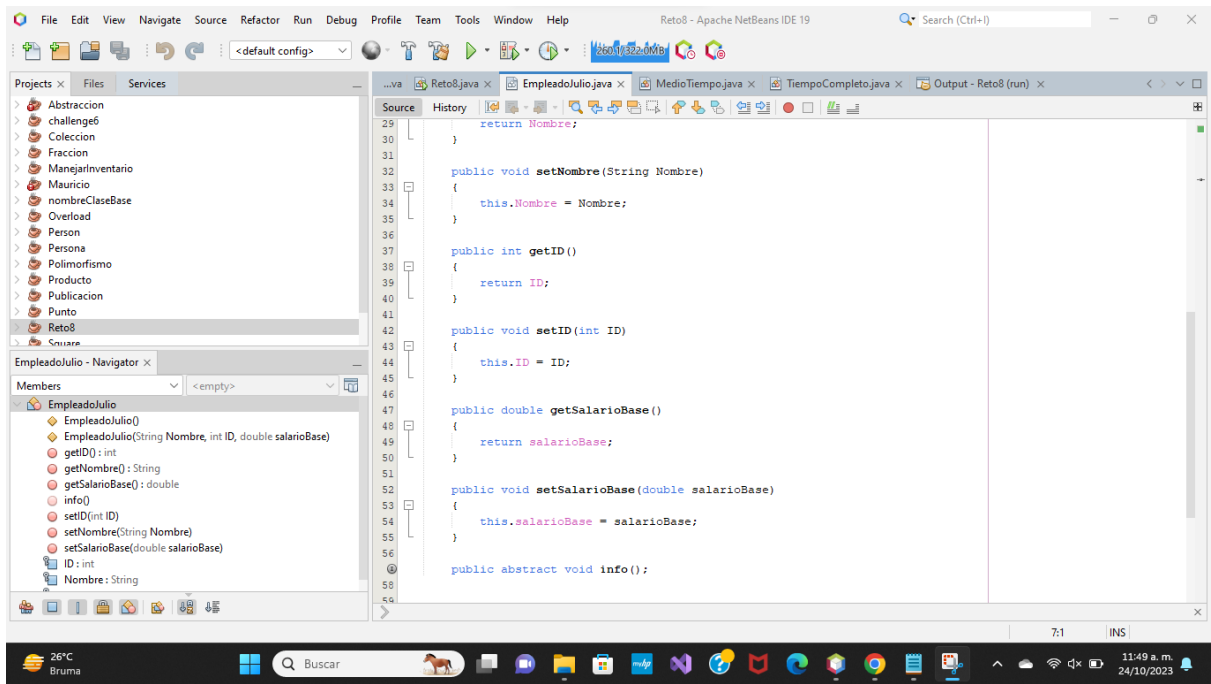 File Edit View Navigate Source Refactor Run Debug Profile Team Tools Window Help Reto8 - Apache NetBeans IDE 19 Search (Ctrl+I)
<default config> 260.1/322.0MB
Projects Files Services
...va Reto8.java EmpleadoJulio.java MedioTiempo.java TiempoCompleto.java Output - Reto8 (run)
Source History
Abstraccion
challenge6
Coleccion
Fraccion
ManejarInventario
Mauricio
nombreClaseBase
Overload
Person
Persona
Polimorfismo
Producto
Publicacion
Punto
Reto8
Square
EmpleadoJulio - Navigator
Members <empty>
EmpleadoJulio
EmpleadoJulio()
EmpleadoJulio(String Nombre, int ID, double salarioBase)
getID() : int
getNombre() : String
getSalarioBase() : double
info()
setID(int ID)
setNombre(String Nombre)
setSalarioBase(double salarioBase)
ID : int
Nombre : String
29 return Nombre;
30 }
31
32 public void setNombre(String Nombre)
33 {
34 this.Nombre = Nombre;
35 }
36
37 public int getID()
38 {
39 return ID;
40 }
41
42 public void setID(int ID)
43 {
44 this.ID = ID;
45 }
46
47 public double getSalarioBase()
48 {
49 return salarioBase;
50 }
51
52 public void setSalarioBase(double salarioBase)
53 {
54 this.salarioBase = salarioBase;
55 }
56
public abstract void info();
58
59
7:1 INS
26°C
Bruma
Buscar
mvhp
11:49 a. m.
24/10/2023